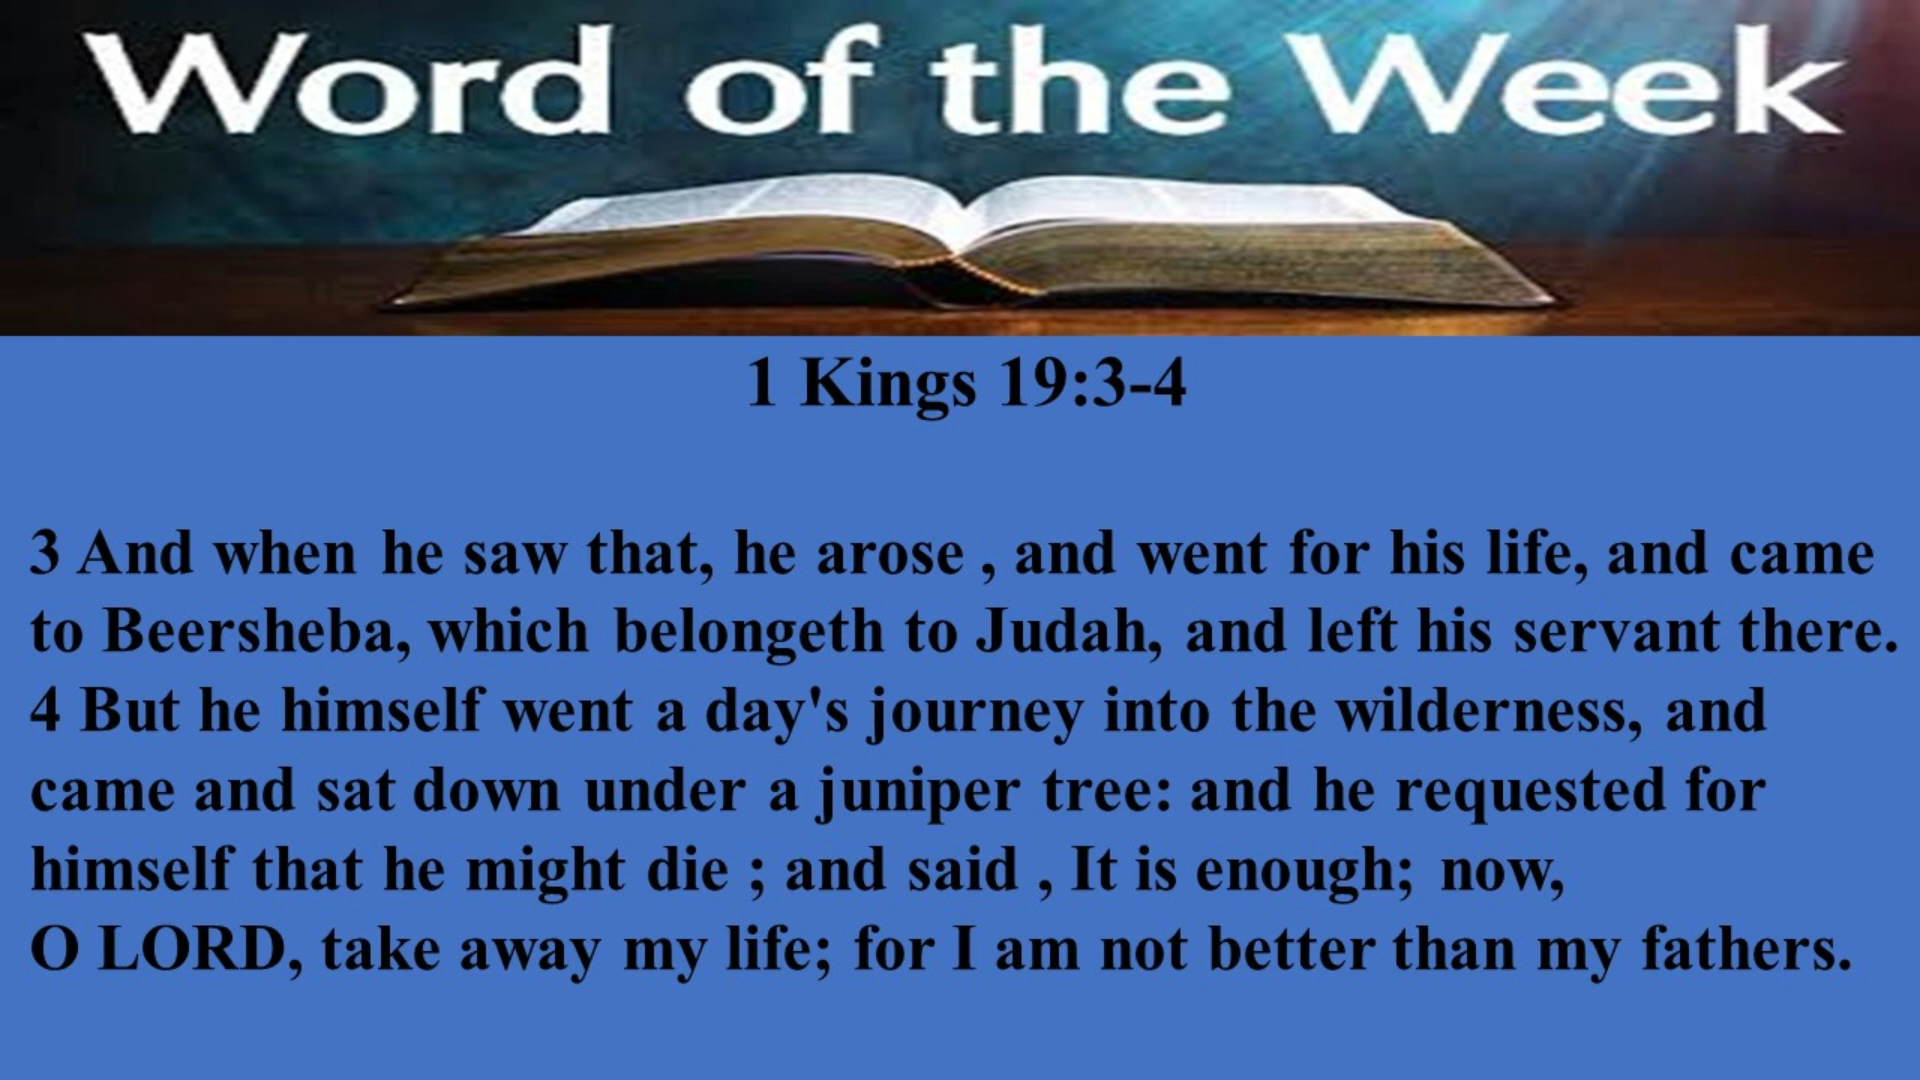 Word of the Week
1 Kings 19:3-4
3 And when he saw that, he arose , and went for his life, and came
to Beersheba, which belongeth to Judah, and left his servant there.
4 But he himself went a day's journey into the wilderness, and
came and sat down under a juniper tree: and he requested for
himself that he might die ; and said , It is enough; now,
O LORD, take away my life; for I am not better than my fathers.